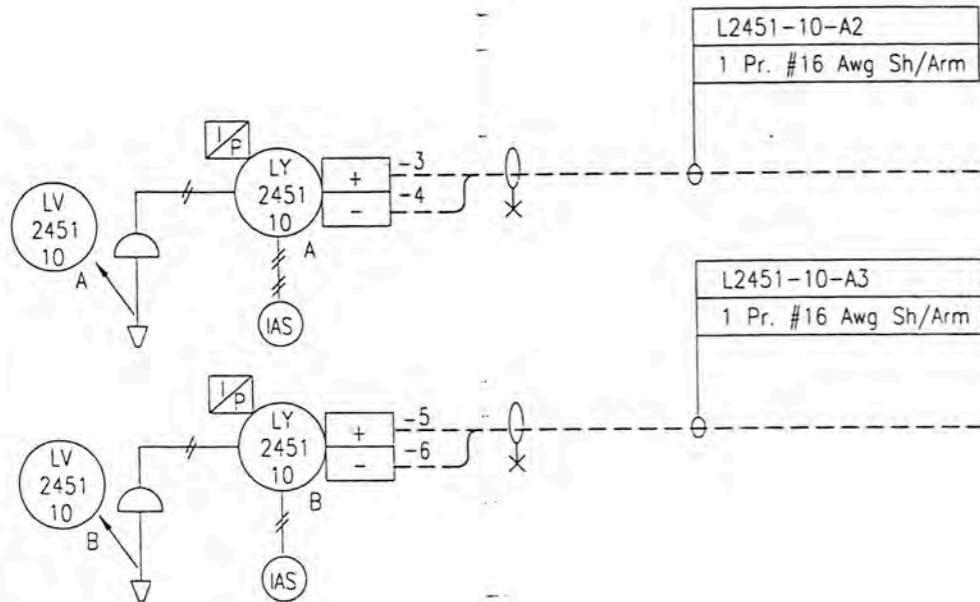 L2451-10-A2
1 Pr. #16 Awg Sh/Arm
I/P
LY
2451
10
A
+
-
-3
-4
LV
2451
10
A
IAS
L2451-10-A3
1 Pr. #16 Awg Sh/Arm
I/P
LY
2451
10
B
+
-
-5
-6
LV
2451
10
B
IAS